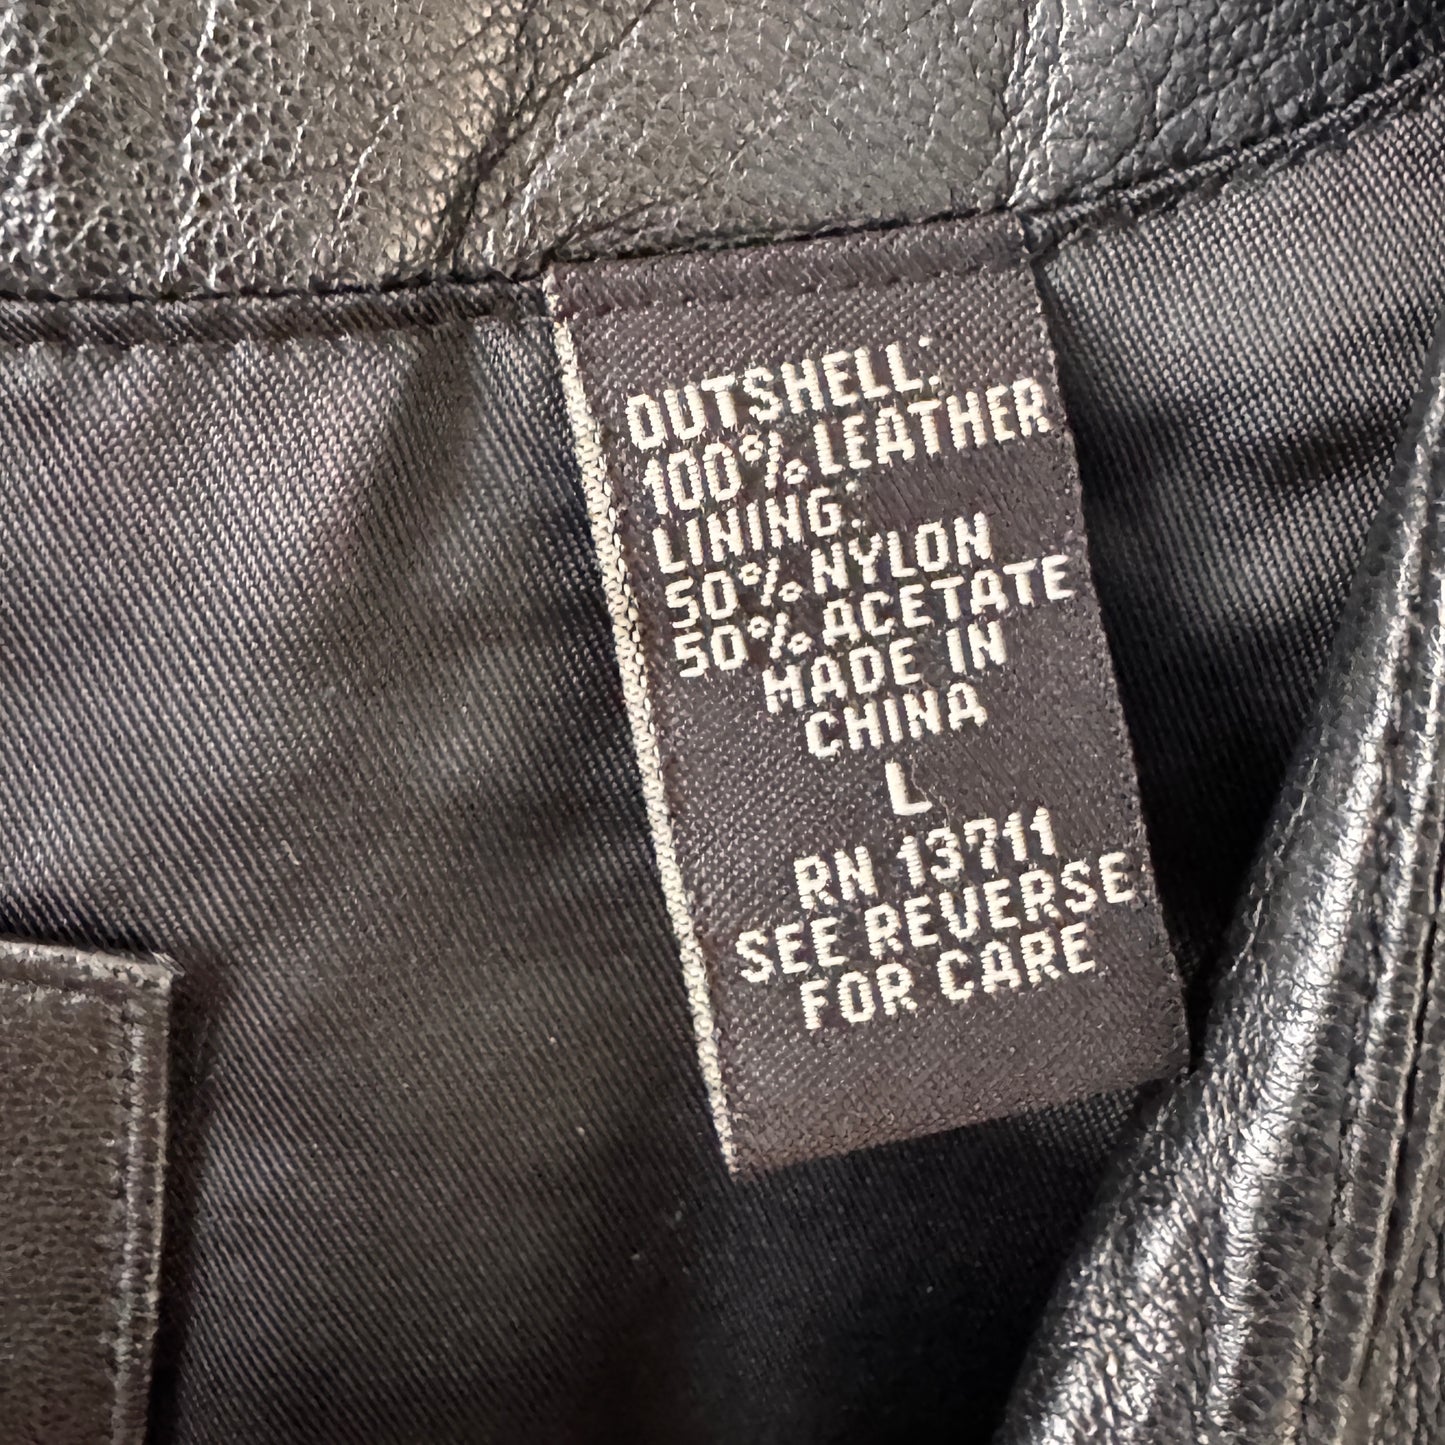 OUTSHELL:
100% LEATHER
LINING:
50% NYLON
50% ACETATE
MADE IN
CHINA
L
RN 13711
SEE REVERSE
FOR CARE